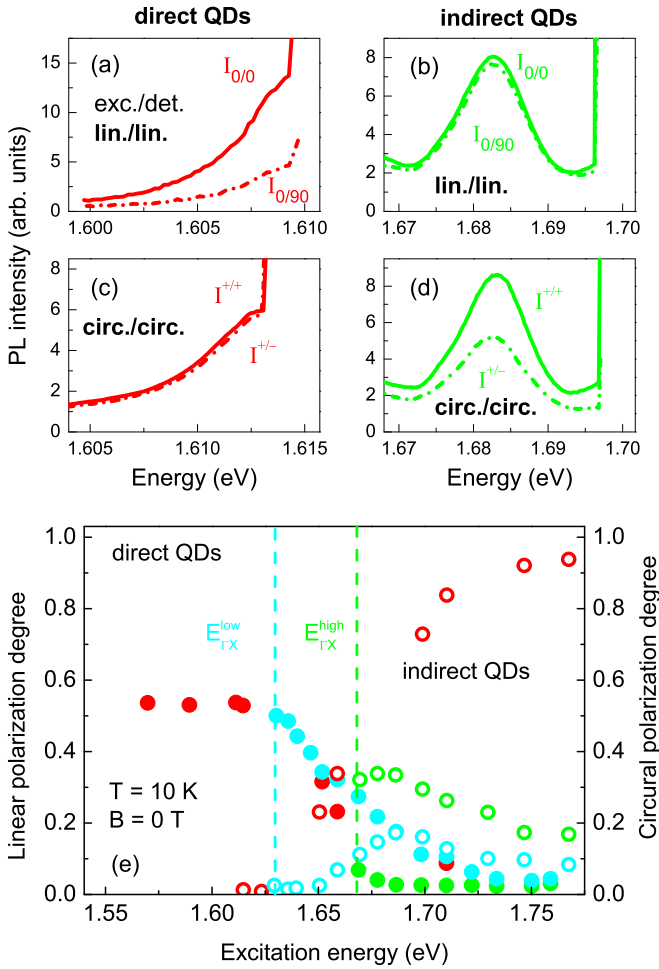 direct QDs
indirect QDs
PL intensity (arb. units)
(a)
exc./det.
lin./lin.
I0/0
I0/90
15
10
5
0
1.600
1.605
1.610
(b)
I0/0
I0/90
lin./lin.
8
6
4
2
0
1.67
1.68
1.69
1.70
(c)
circ./circ.
I+/+
I+/-
8
6
4
2
0
1.605
1.610
1.615
Energy (eV)
(d)
I+/+
I+/-
circ./circ.
8
6
4
2
0
1.67
1.68
1.69
1.70
Energy (eV)
Linear polarization degree
Circural polarization degree
1.0
0.8
0.6
0.4
0.2
0.0
direct QDs
ElowΓX
EhighΓX
indirect QDs
T = 10 K
B = 0 T
(e)
1.0
0.8
0.6
0.4
0.2
0.0
1.55
1.60
1.65
1.70
1.75
Excitation energy (eV)